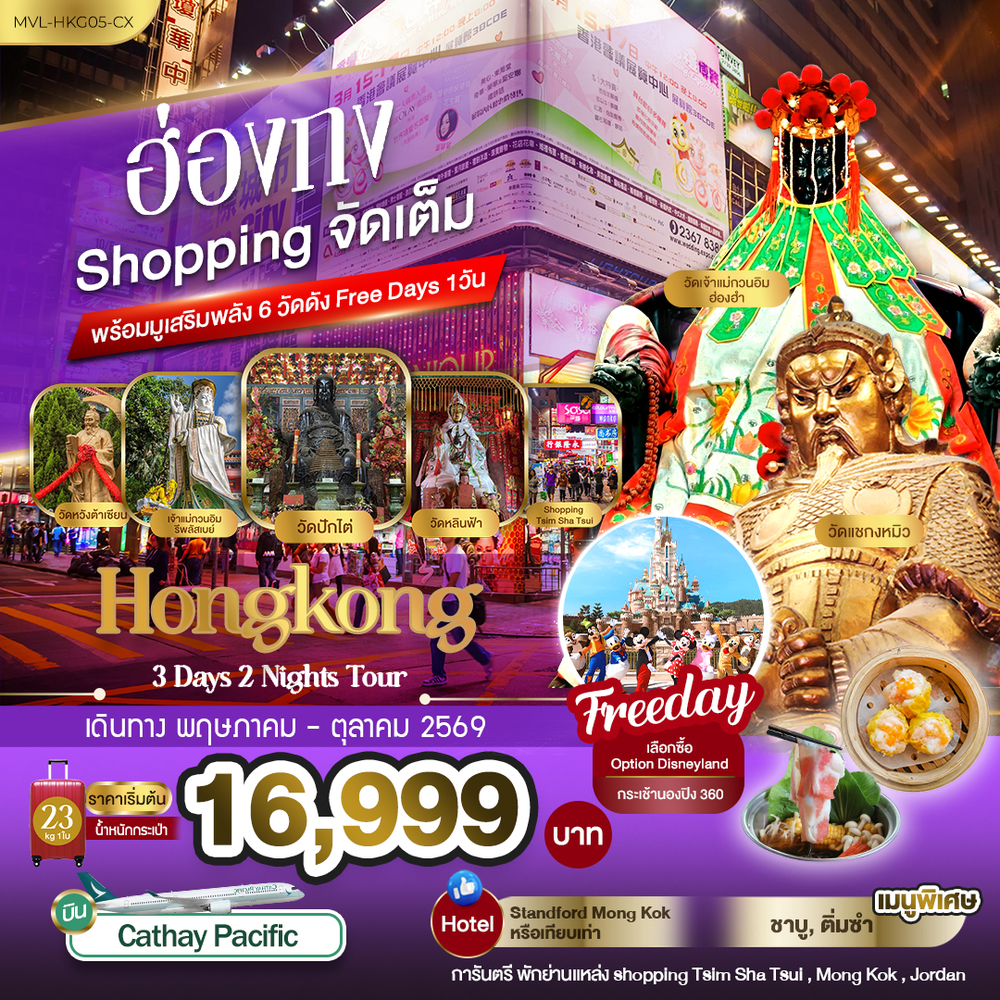 MVL-HKG05-CX
ฮ่องกง
Shopping จัดเต็ม
พร้อมมูเสริมพลัง 6 วัดดัง Free Days 1วัน
วัดเจ้าแม่กวนอิม
ฮ่องฮำ
วัดหวังต้าเซียน
เจ้าแม่กวนอิม
รีพลัสเบย์
วัดปักไต่
วัดหลินฟ้า
Shopping
Tsim Sha Tsui
วัดแชกงหมิว
Hongkong
3 Days 2 Nights Tour
เดินทาง พฤษภาคม - ตุลาคม 2569
Freeday
เลือกซื้อ
Option Disneyland
กระเช้านองปิง 360
23
kg 1ใบ
ราคาเริ่มต้น
น้ำหนักกระเป๋า
16,999
บาท
บิน
Cathay Pacific
Hotel
Standford Mong Kok
หรือเทียบเท่า
เมนูพิเศษ
ชาบู, ติ่มซำ
การันตี พักย่านแหล่ง shopping Tsim Sha Tsui , Mong Kok , Jordan